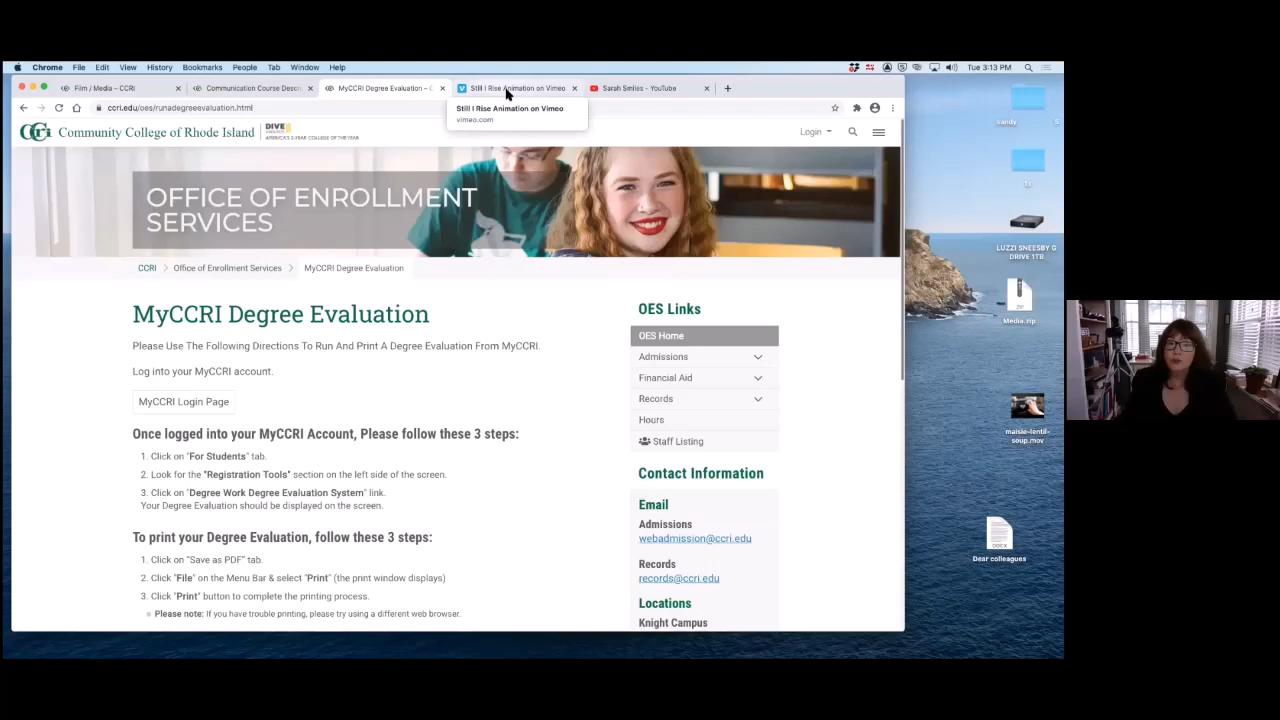 Chrome File Edit View History Bookmarks People Tab Window Help
Tue 3:13 PM
Film / Media – CCRI
Communication Course Descri
MyCCRI Degree Evaluation – C
Still I Rise Animation on Vimeo
Sarah Smiles - YouTube
ccri.edu/oes/runadegreeevaluation.html
Still I Rise Animation on Vimeo
vimeo.com
CCRI Community College of Rhode Island
DIVE
AMERICA'S 2-YEAR COLLEGE OF THE YEAR
Login
OFFICE OF ENROLLMENT
SERVICES
CCRI
Office of Enrollment Services
MyCCRI Degree Evaluation
MyCCRI Degree Evaluation
Please Use The Following Directions To Run And Print A Degree Evaluation From MyCCRI.
Log into your MyCCRI account.
MyCCRI Login Page
Once logged into your MyCCRI Account, Please follow these 3 steps:
1. Click on "For Students" tab.
2. Look for the "Registration Tools" section on the left side of the screen.
3. Click on "Degree Work Degree Evaluation System" link.
Your Degree Evaluation should be displayed on the screen.
To print your Degree Evaluation, follow these 3 steps:
1. Click on "Save as PDF" tab.
2. Click "File" on the Menu Bar & select "Print" (the print window displays)
3. Click "Print" button to complete the printing process.
Please note: If you have trouble printing, please try using a different web browser.
OES Links
OES Home
Admissions
Financial Aid
Records
Hours
Staff Listing
Contact Information
Email
Admissions
webadmission@ccri.edu
Records
records@ccri.edu
Locations
Knight Campus
sandy
S
LUZZI SNEESBY G
DRIVE 1TB
ZIP
Media.zip
maisie-lentil-
soup.mov
DOCX
Dear colleagues